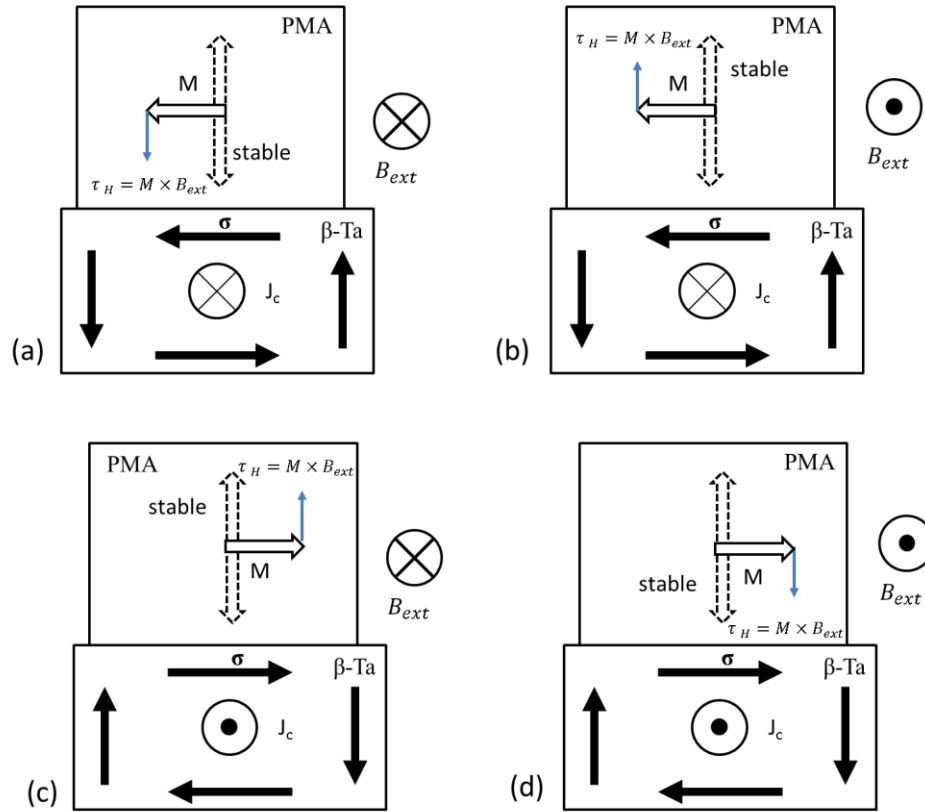 PMA
M
stable
τ_H = M × B_ext
B_ext
σ
β-Ta
J_c
(a)
PMA
τ_H = M × B_ext
M
stable
B_ext
σ
β-Ta
J_c
(b)
PMA
τ_H = M × B_ext
stable
M
B_ext
σ
β-Ta
J_c
(c)
PMA
M
stable
τ_H = M × B_ext
B_ext
σ
β-Ta
J_c
(d)